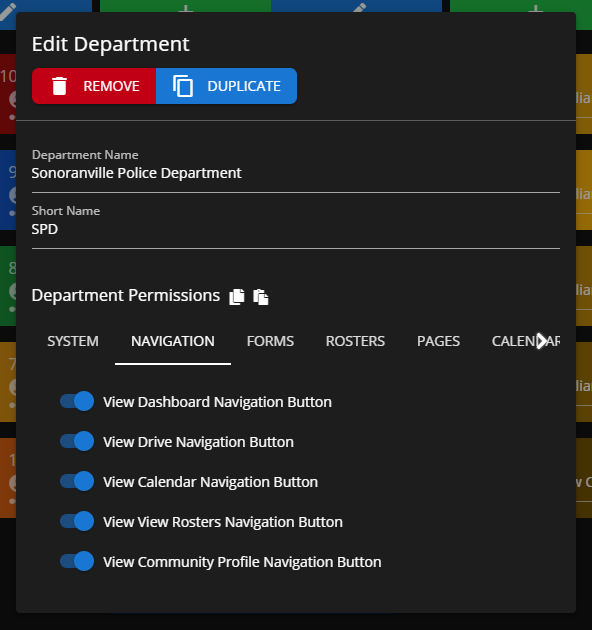 Edit Department
REMOVE
DUPLICATE
Department Name
Sonoranville Police Department
Short Name
SPD
Department Permissions
SYSTEM NAVIGATION FORMS ROSTERS PAGES CALENDAR
View Dashboard Navigation Button
View Drive Navigation Button
View Calendar Navigation Button
View View Rosters Navigation Button
View Community Profile Navigation Button